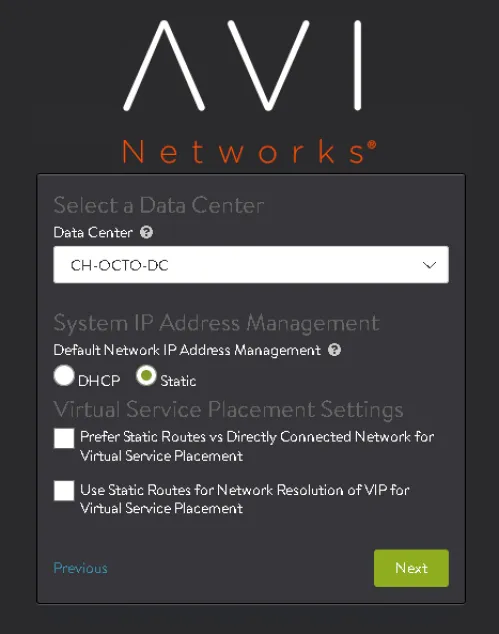 AVI
Networks®
Select a Data Center
Data Center
CH-OCTO-DC
System IP Address Management
Default Network IP Address Management
DHCP Static
Virtual Service Placement Settings
Prefer Static Routes vs Directly Connected Network for
Virtual Service Placement
Use Static Routes for Network Resolution of VIP for
Virtual Service Placement
Previous Next